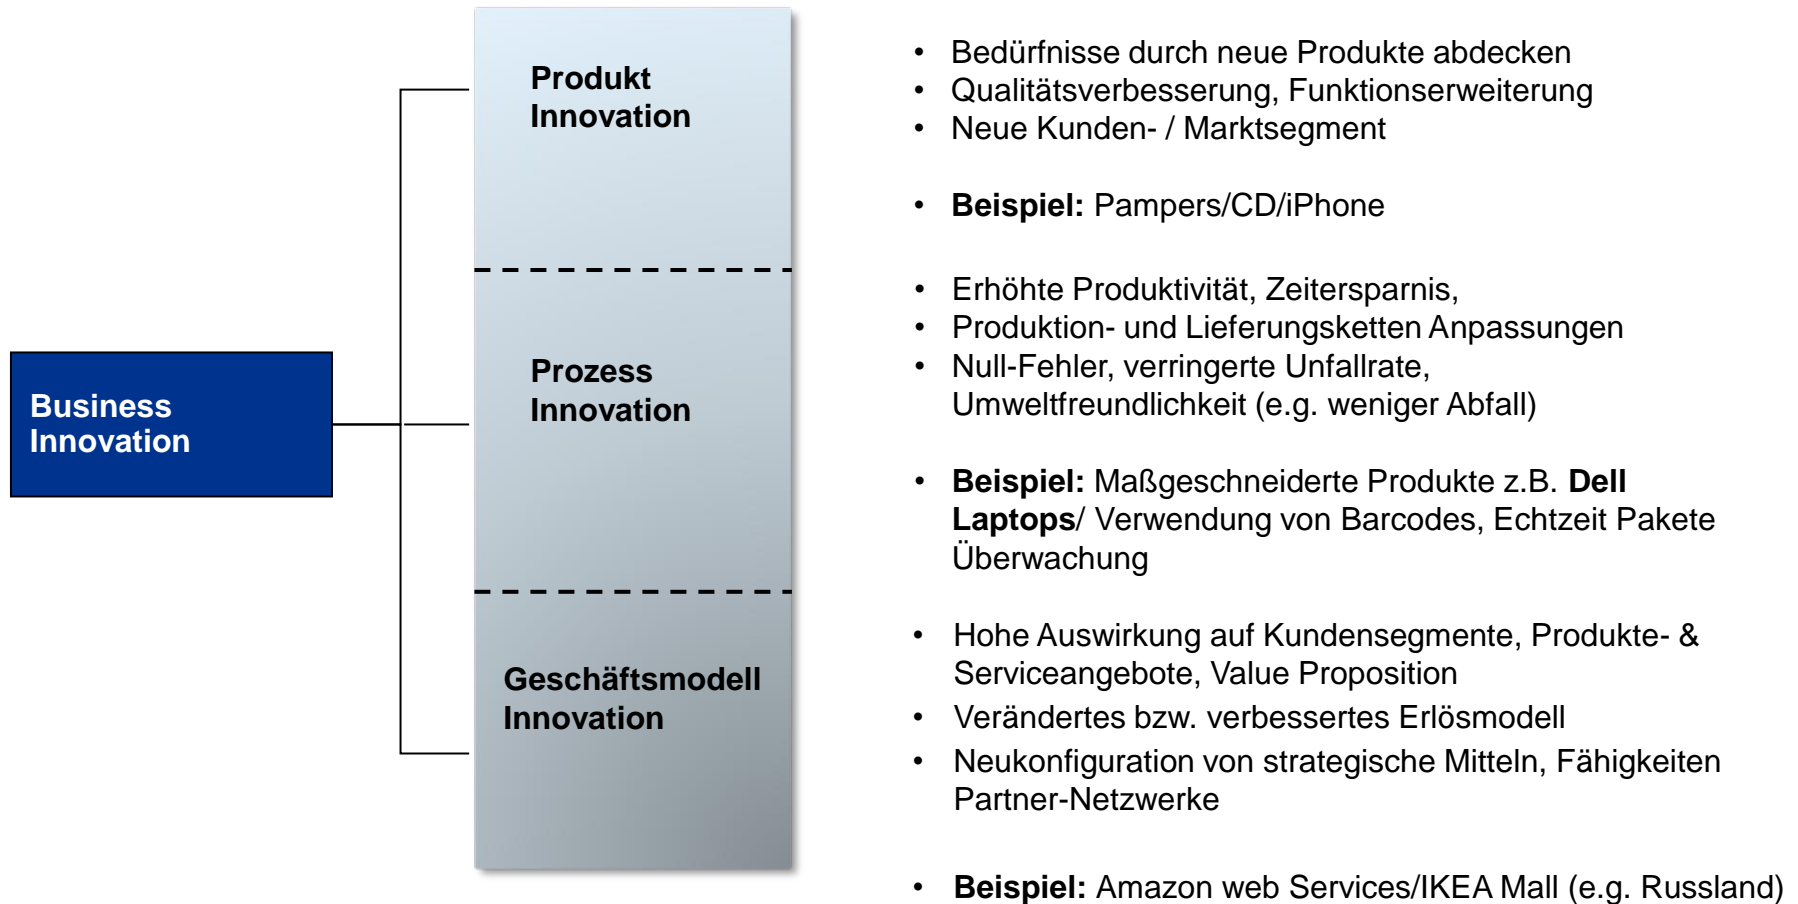 Business
Innovation
Produkt
Innovation
• Bedürfnisse durch neue Produkte abdecken
• Qualitätsverbesserung, Funktionserweiterung
• Neue Kunden- / Marktsegment
• Beispiel: Pampers/CD/iPhone
Prozess
Innovation
• Erhöhte Produktivität, Zeitersparnis,
• Produktion- und Lieferungsketten Anpassungen
• Null-Fehler, verringerte Unfallrate,
Umweltfreundlichkeit (e.g. weniger Abfall)
• Beispiel: Maßgeschneiderte Produkte z.B. Dell
Laptops/ Verwendung von Barcodes, Echtzeit Pakete
Überwachung
Geschäftsmodell
Innovation
• Hohe Auswirkung auf Kundensegmente, Produkte- &
Serviceangebote, Value Proposition
• Verändertes bzw. verbessertes Erlösmodell
• Neukonfiguration von strategische Mitteln, Fähigkeiten
Partner-Netzwerke
• Beispiel: Amazon web Services/IKEA Mall (e.g. Russland)